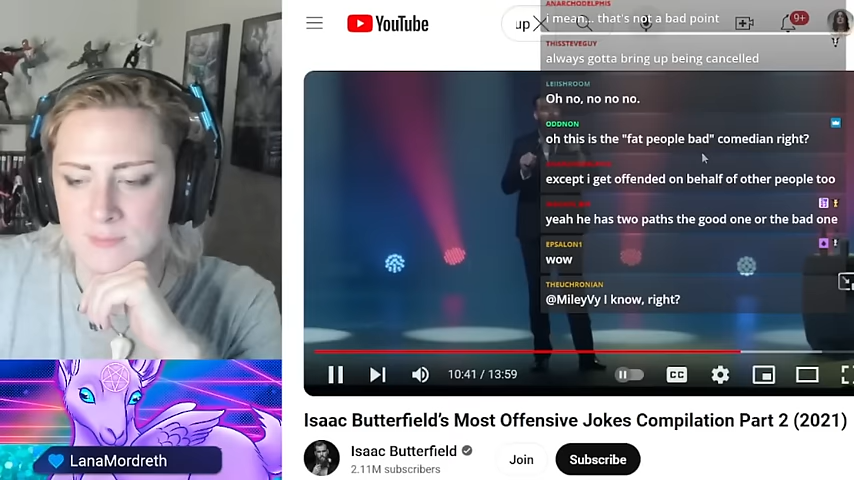 YouTube
up
9+
ANARCHODELPHIS
i mean... that's not a bad point
THISSTEVEGUY
always gotta bring up being cancelled
LEIISHROOM
Oh no, no no no.
ODDNON
oh this is the "fat people bad" comedian right?
except i get offended on behalf of other people too
yeah he has two paths the good one or the bad one
EPSALON1
wow
THEUCHRONIAN
@MileyVy I know, right?
10:41 / 13:59
CC
Isaac Butterfield's Most Offensive Jokes Compilation Part 2 (2021)
Isaac Butterfield
2.11M subscribers
Join
Subscribe
LanaMordreth